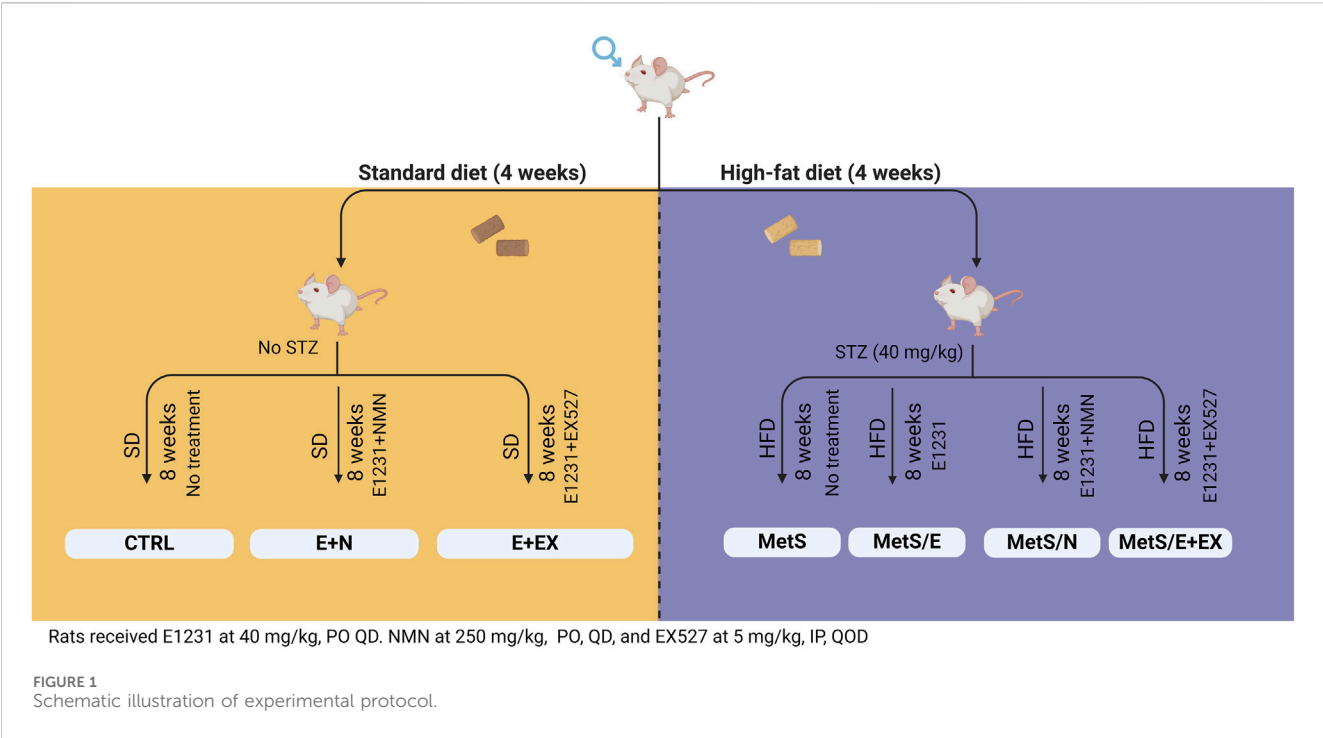 Standard diet (4 weeks)
High-fat diet (4 weeks)
No STZ
STZ (40 mg/kg)
SD
8 weeks
No treatment
SD
8 weeks
E1231+NMN
SD
8 weeks
E1231+EX527
HFD
8 weeks
No treatment
HFD
8 weeks
E1231
HFD
8 weeks
E1231+NMN
HFD
8 weeks
E1231+EX527
CTRL
E+N
E+EX
MetS
MetS/E
MetS/N
MetS/E+EX
Rats received E1231 at 40 mg/kg, PO QD. NMN at 250 mg/kg, PO, QD, and EX527 at 5 mg/kg, IP, QOD
FIGURE 1
Schematic illustration of experimental protocol.